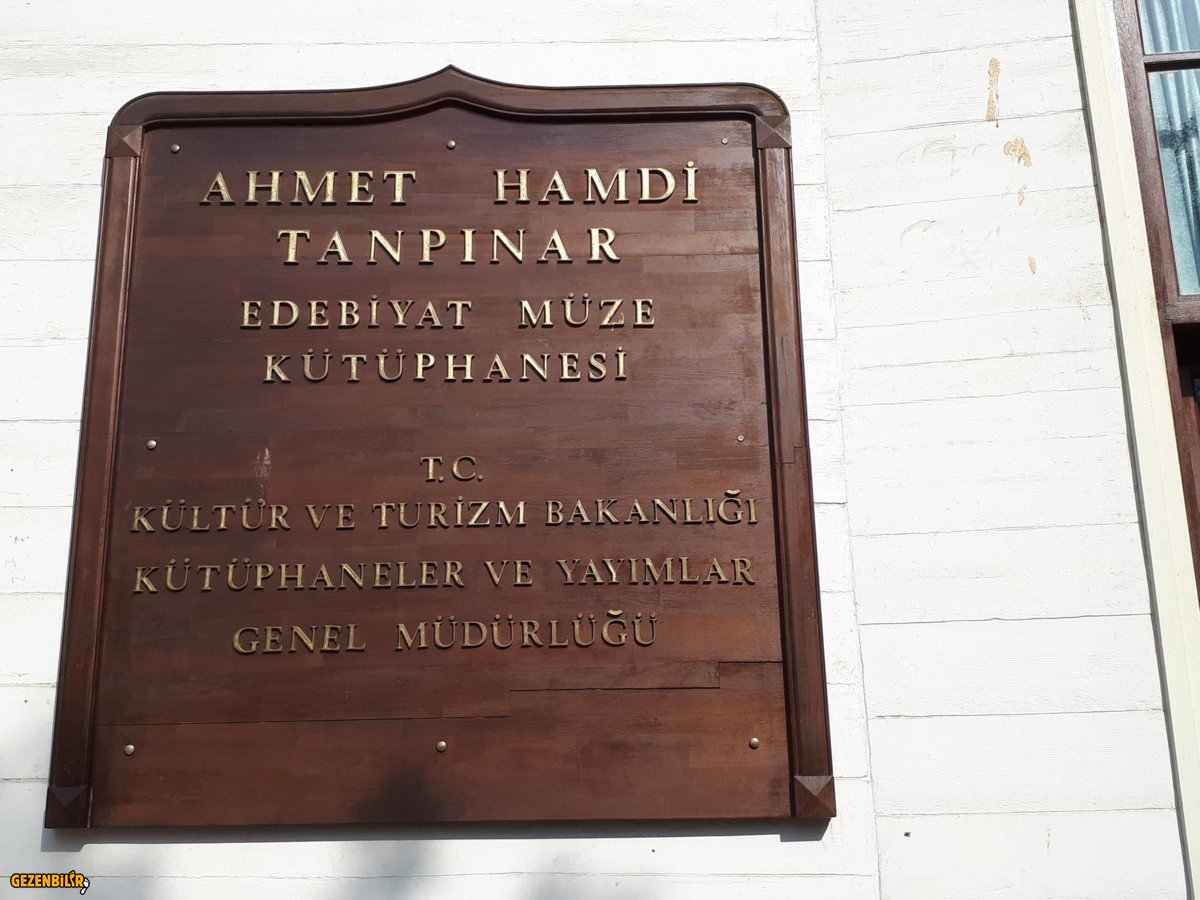 AHMET HAMDİ
TANPINAR
EDEBİYAT MÜZE
KÜTÜPHANESİ
T.C.
KÜLTÜR VE TURİZM BAKANLIĞI
KÜTÜPHANELER VE YAYIMLAR
GENEL MÜDÜRLÜĞÜ
GEZENBİLİR